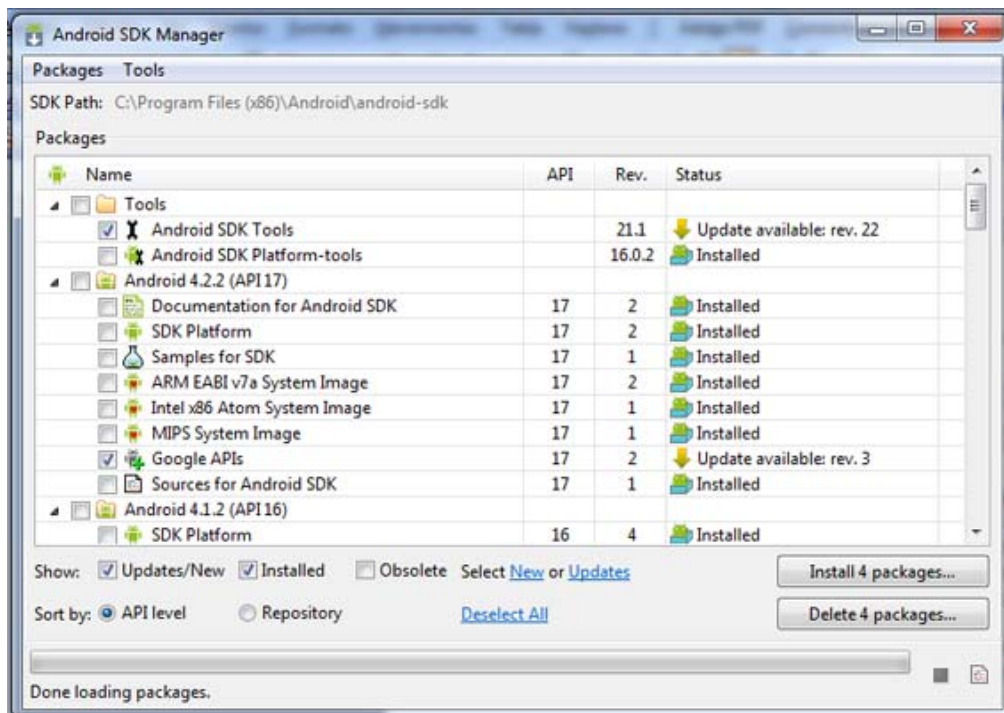 Android SDK Manager
Packages Tools
SDK Path: C:\Program Files (x86)\Android\android-sdk
Packages
Name API Rev. Status
Tools
Android SDK Tools 21.1 Update available: rev. 22
Android SDK Platform-tools 16.0.2 Installed
Android 4.2.2 (API 17)
Documentation for Android SDK 17 2 Installed
SDK Platform 17 2 Installed
Samples for SDK 17 1 Installed
ARM EABI v7a System Image 17 2 Installed
Intel x86 Atom System Image 17 1 Installed
MIPS System Image 17 1 Installed
Google APIs 17 2 Update available: rev. 3
Sources for Android SDK 17 1 Installed
Android 4.1.2 (API 16)
SDK Platform 16 4 Installed
Show: Updates/New Installed Obsolete Select New or Updates Install 4 packages...
Sort by: API level Repository Deselect All Delete 4 packages...
Done loading packages.